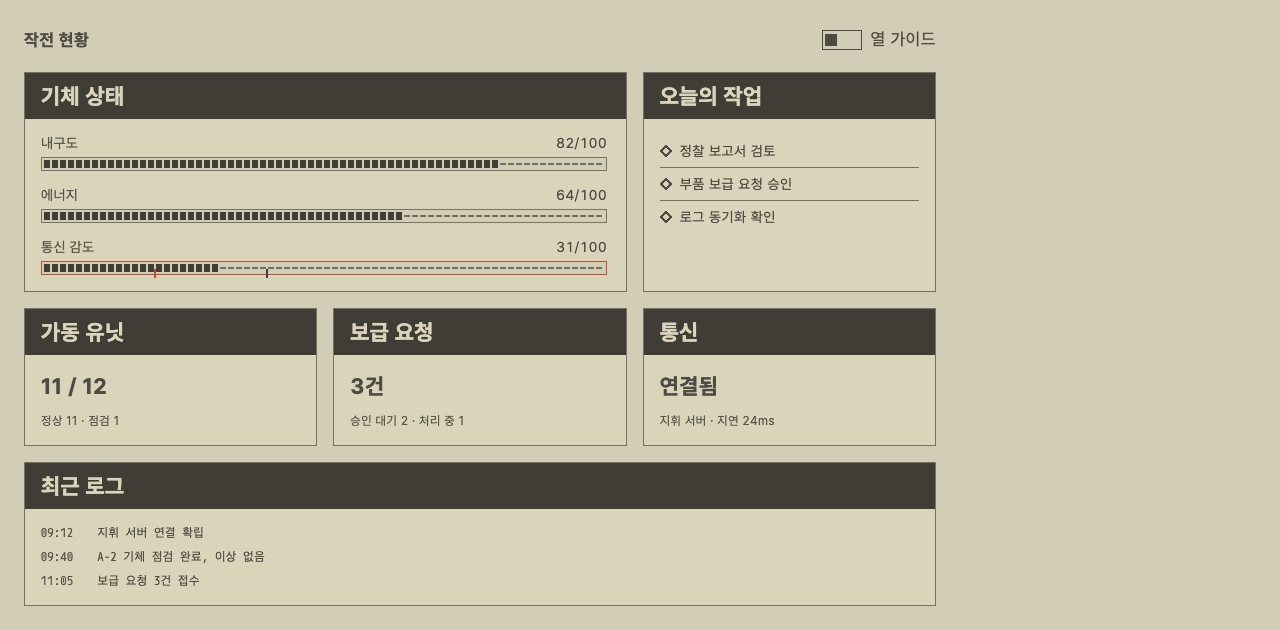 작전 현황
열 가이드
기체 상태
내구도 82/100
에너지 64/100
통신 감도 31/100
오늘의 작업
정찰 보고서 검토
부품 보급 요청 승인
로그 동기화 확인
가동 유닛
11 / 12
정상 11 · 점검 1
보급 요청
3건
승인 대기 2 · 처리 중 1
통신
연결됨
지휘 서버 · 지연 24ms
최근 로그
09:12 지휘 서버 연결 확립
09:40 A-2 기체 점검 완료, 이상 없음
11:05 보급 요청 3건 접수